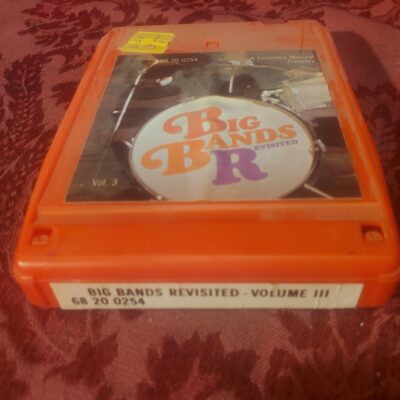 68 20 0254
A Columbia Musical
Treasury
BIG
BANDS
REVISITED
R
Vol. 3
BIG BANDS REVISITED - VOLUME III
68 20 0254